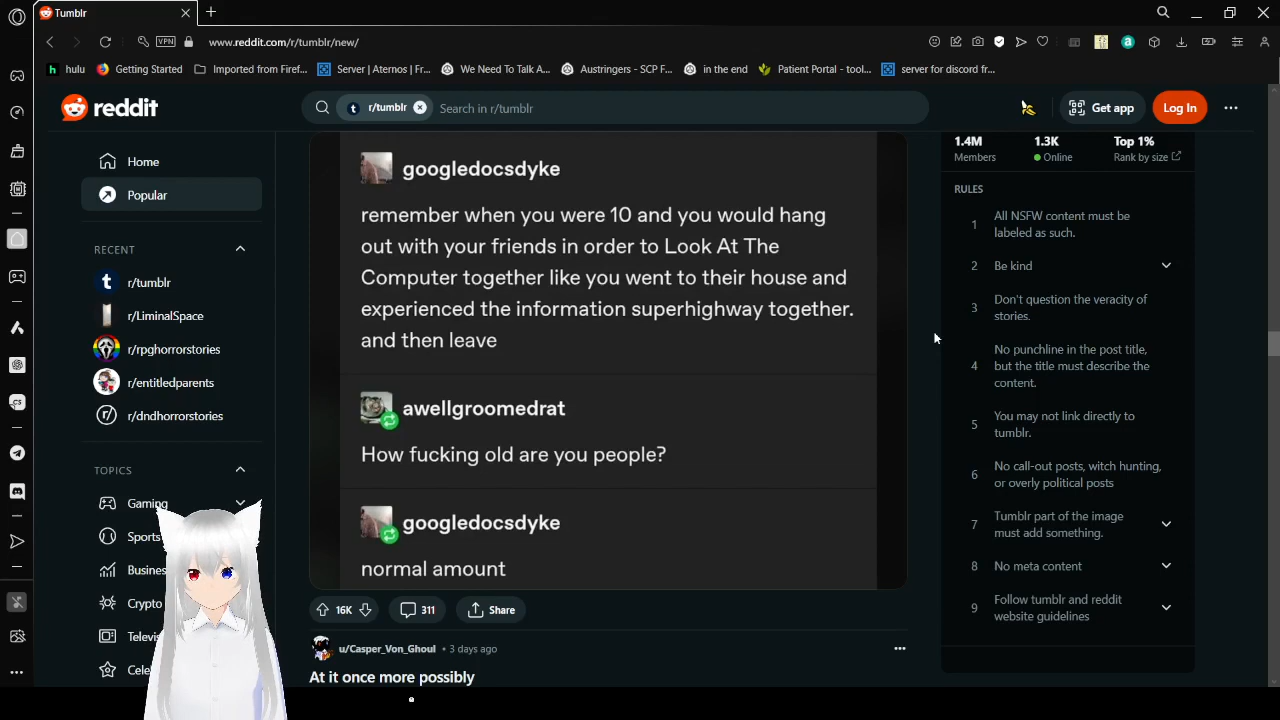 Tumblr
www.reddit.com/r/tumblr/new/
VPN
hulu
Getting Started
Imported from Firef...
Server | Aternos | Fr...
We Need To Talk A...
Austringers - SCP F...
in the end
Patient Portal - tool...
server for discord fr...
reddit
r/tumblr
Search in r/tumblr
Get app
Log In
Home
Popular
RECENT
r/tumblr
r/LiminalSpace
r/rpghorrorstories
r/entitledparents
r/dndhorrorstories
TOPICS
Gaming
Sports
Busines
Crypto
Televis
Cele
googledocsdyke
remember when you were 10 and you would hang
out with your friends in order to Look At The
Computer together like you went to their house and
experienced the information superhighway together.
and then leave
awellgroomedrat
How fucking old are you people?
googledocsdyke
normal amount
16K
311
Share
u/Casper_Von_Ghoul • 3 days ago
At it once more possibly
1.4M 1.3K Top 1%
Members Online Rank by size
RULES
1 All NSFW content must be
labeled as such.
2 Be kind
3 Don't question the veracity of
stories.
4 No punchline in the post title,
but the title must describe the
content.
5 You may not link directly to
tumblr.
6 No call-out posts, witch hunting,
or overly political posts
7 Tumblr part of the image
must add something.
8 No meta content
9 Follow tumblr and reddit
website guidelines